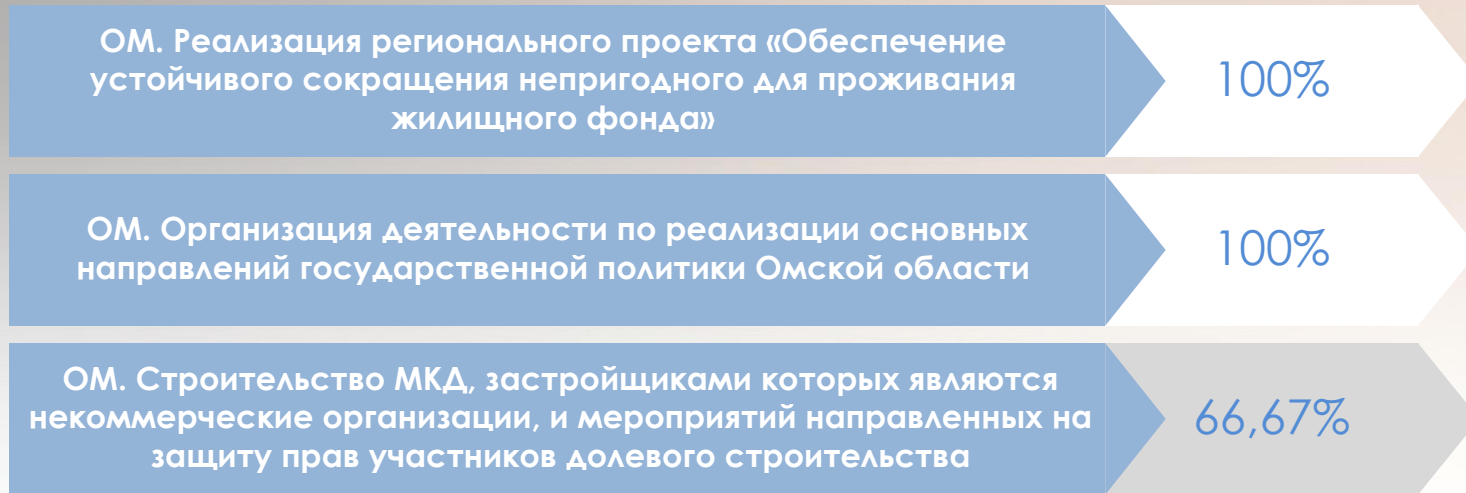 ОМ. Реализация регионального проекта «Обеспечение
устойчивого сокращения непригодного для проживания
жилищного фонда»
100%
ОМ. Организация деятельности по реализации основных
направлений государственной политики Омской области
100%
ОМ. Строительство МКД, застройщиками которых являются
некоммерческие организации, и мероприятий направленных на
защиту прав участников долевого строительства
66,67%